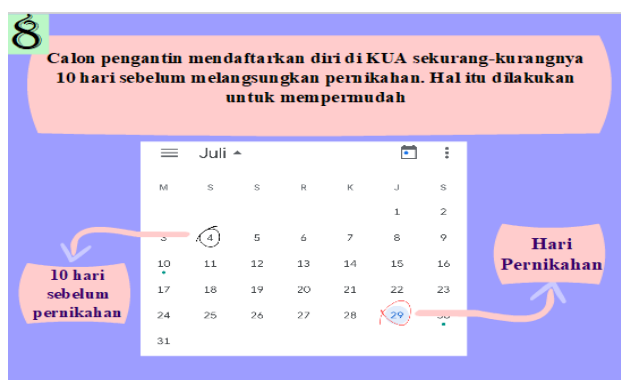 8
Calon pengantin mendaftarkan diri di KUA sekurang-kurangnya
10 hari sebelum melangsungkan pernikahan. Hal itu dilakukan
untuk mempermudah
Juli
M S S R K J S
1 2
3 4 5 6 7 8 9
10 11 12 13 14 15 16
17 18 19 20 21 22 23
24 25 26 27 28 29 30
31
10 hari
sebelum
pernikahan
Hari
Pernikahan